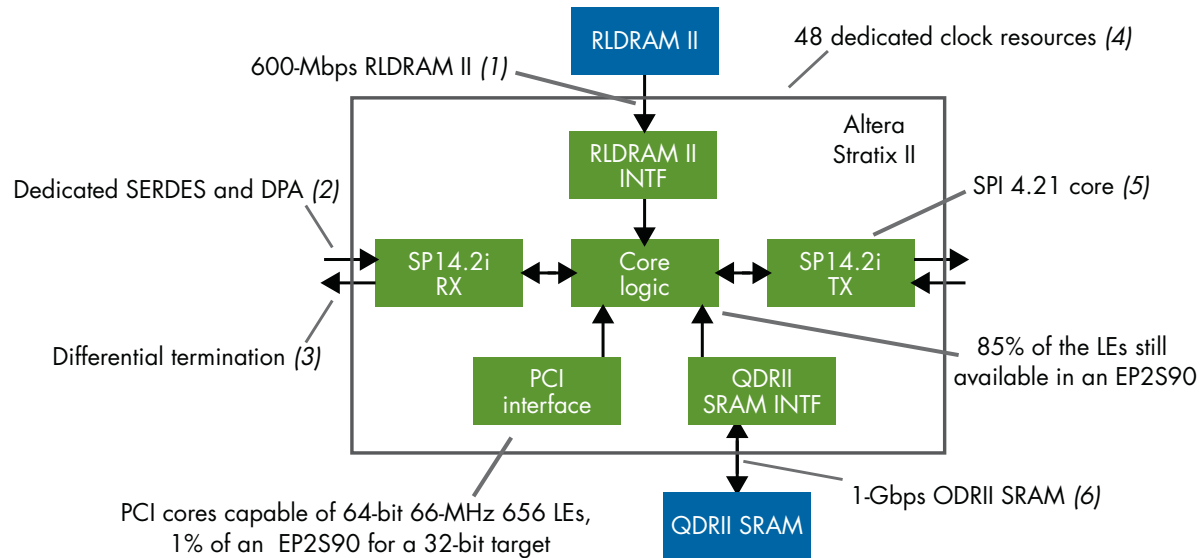 RLDRAM II
48 dedicated clock resources (4)
600-Mbps RLDRAM II (1)
Altera
Stratix II
RLDRAM II
INTF
Dedicated SERDES and DPA (2)
SPI 4.21 core (5)
SP14.2i
RX
Core
logic
SP14.2i
TX
Differential termination (3)
85% of the LEs still
available in an EP2S90
PCI
interface
QDRII
SRAM INTF
PCI cores capable of 64-bit 66-MHz 656 LEs,
1% of an EP2S90 for a 32-bit target
1-Gbps ODRII SRAM (6)
QDRII SRAM